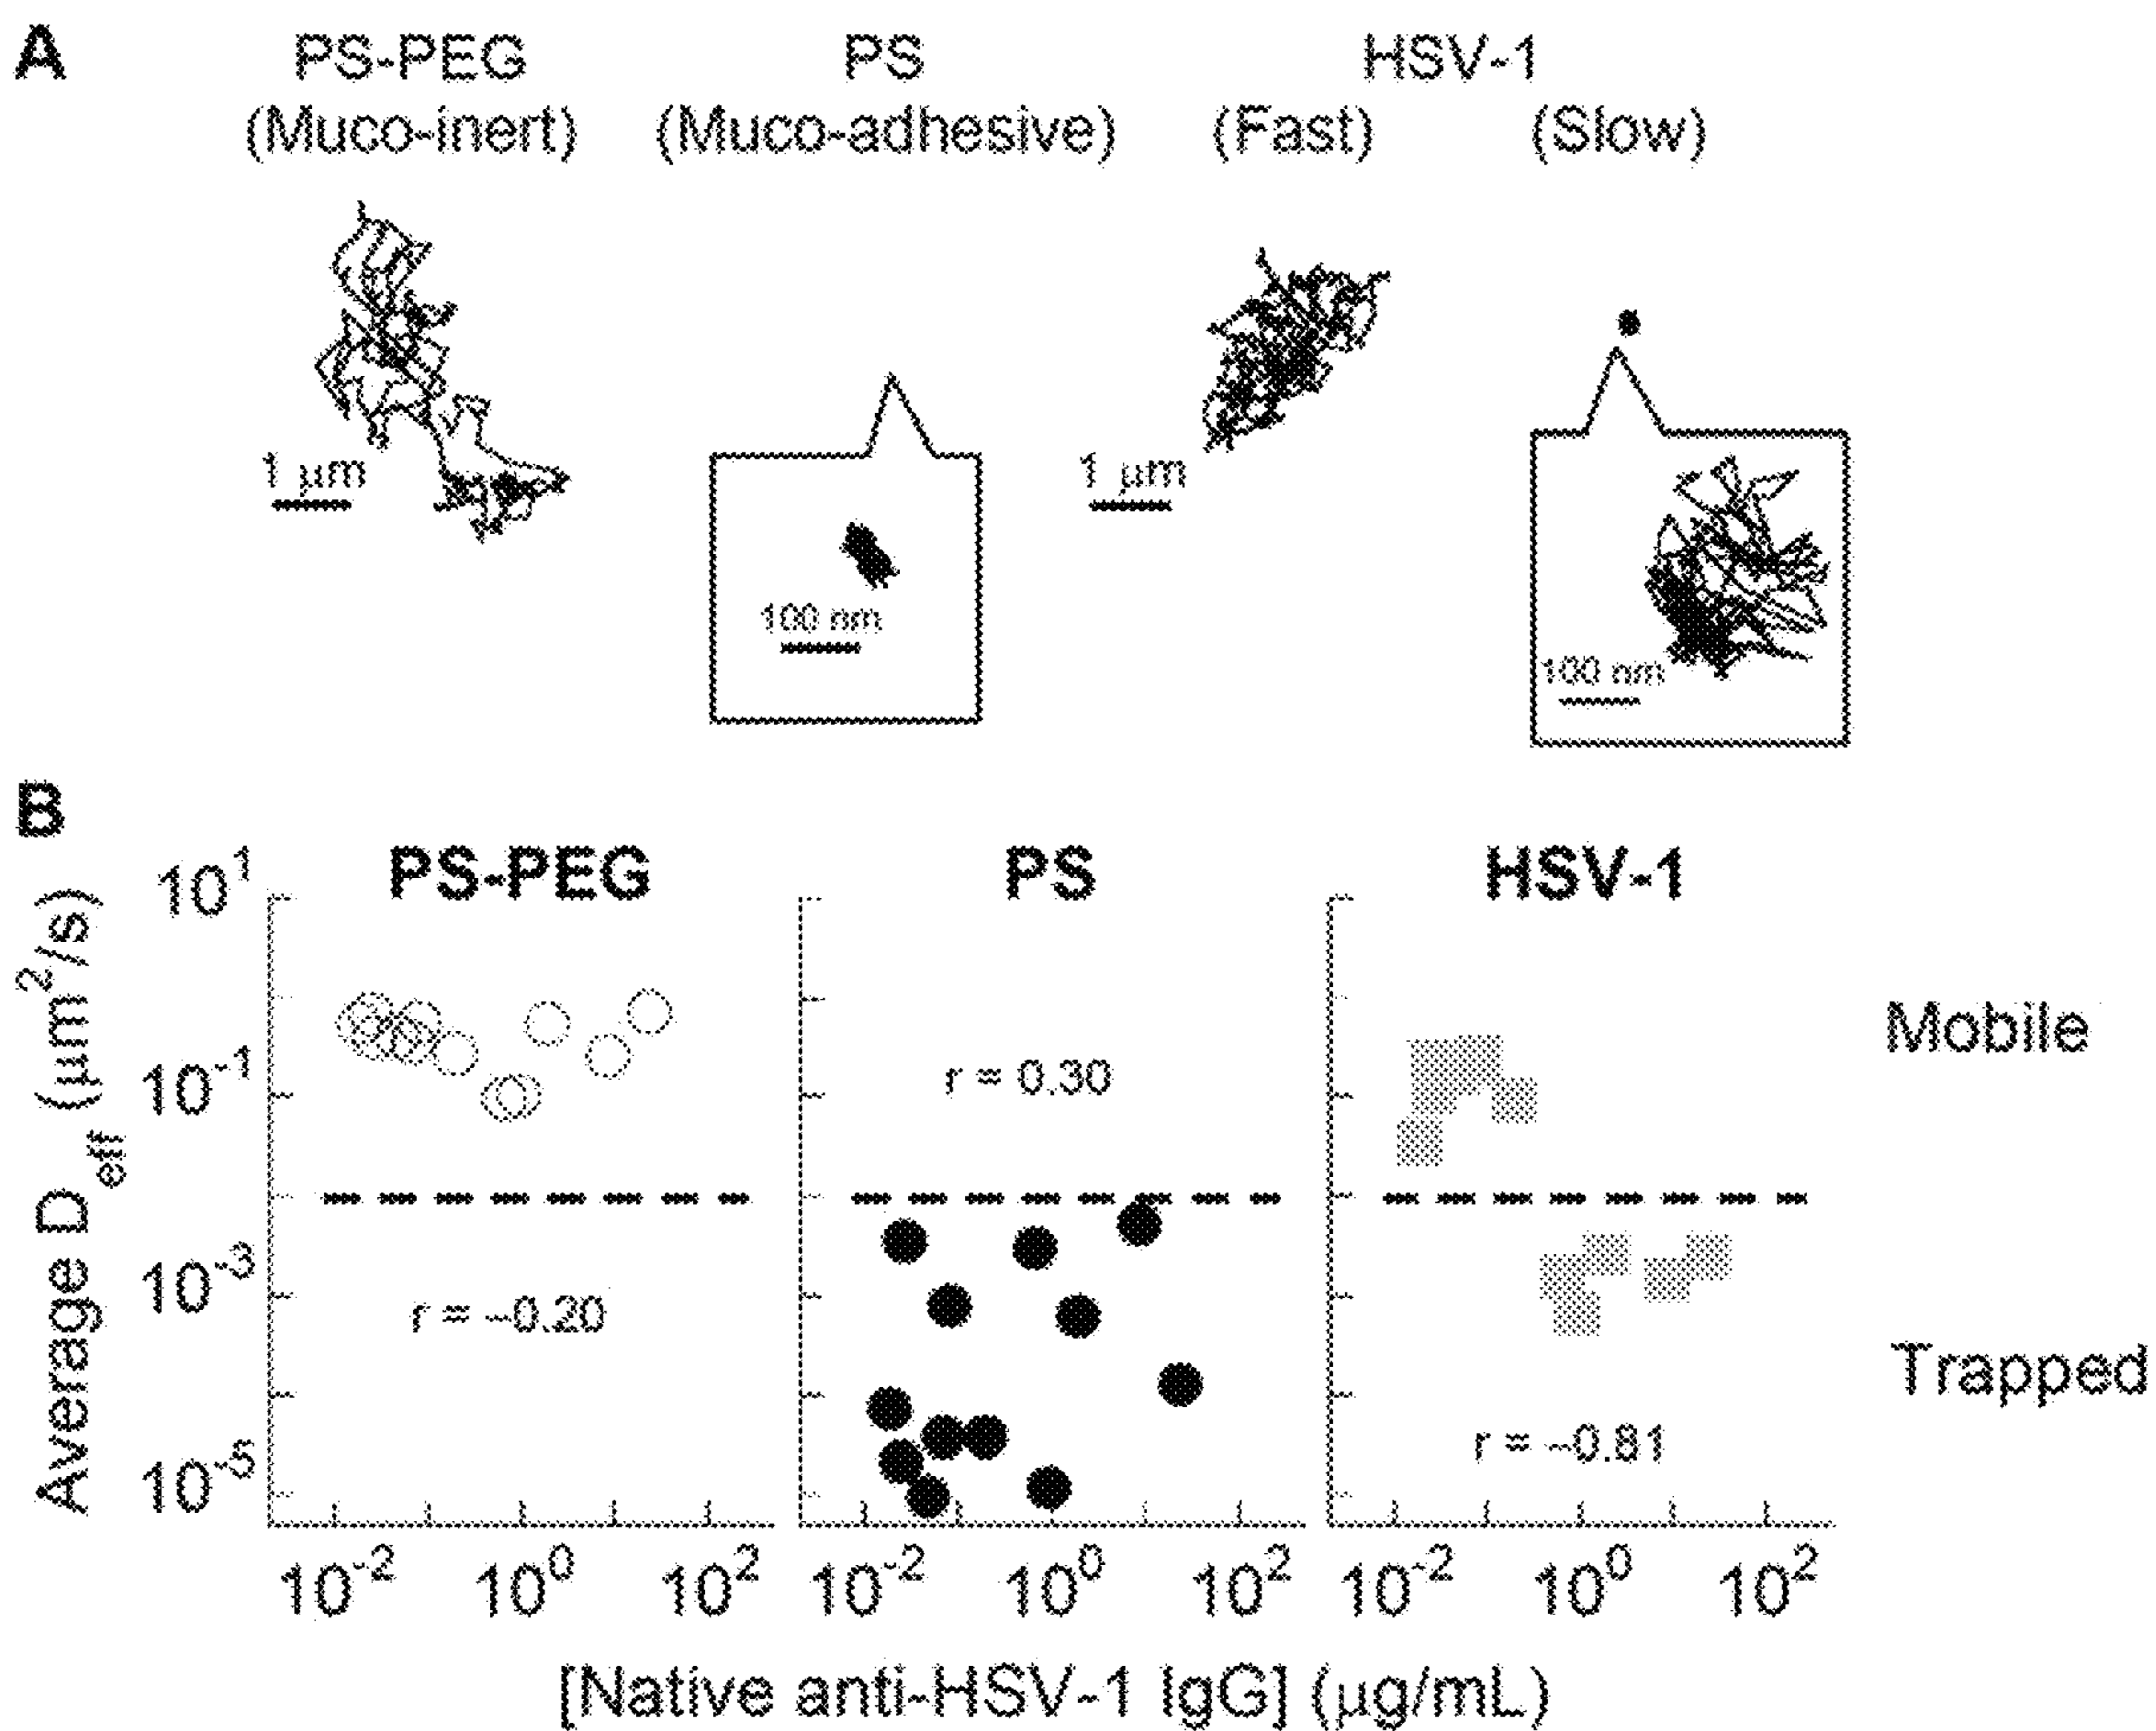 A
PS-PEG
(Muco-inert)
PS
(Muco-adhesive)
HSV-1
(Fast) (Slow)
1 μm
100 nm
1 μm
100 nm
B
PS-PEG
PS
HSV-1
Average D_eff (μm²/s)
10¹
10⁻¹
10⁻³
10⁻⁵
r = –0.20
r = 0.30
r = –0.81
Mobile
Trapped
10⁻² 10⁰ 10² 10⁻² 10⁰ 10² 10⁻² 10⁰ 10²
[Native anti-HSV-1 IgG] (μg/mL)